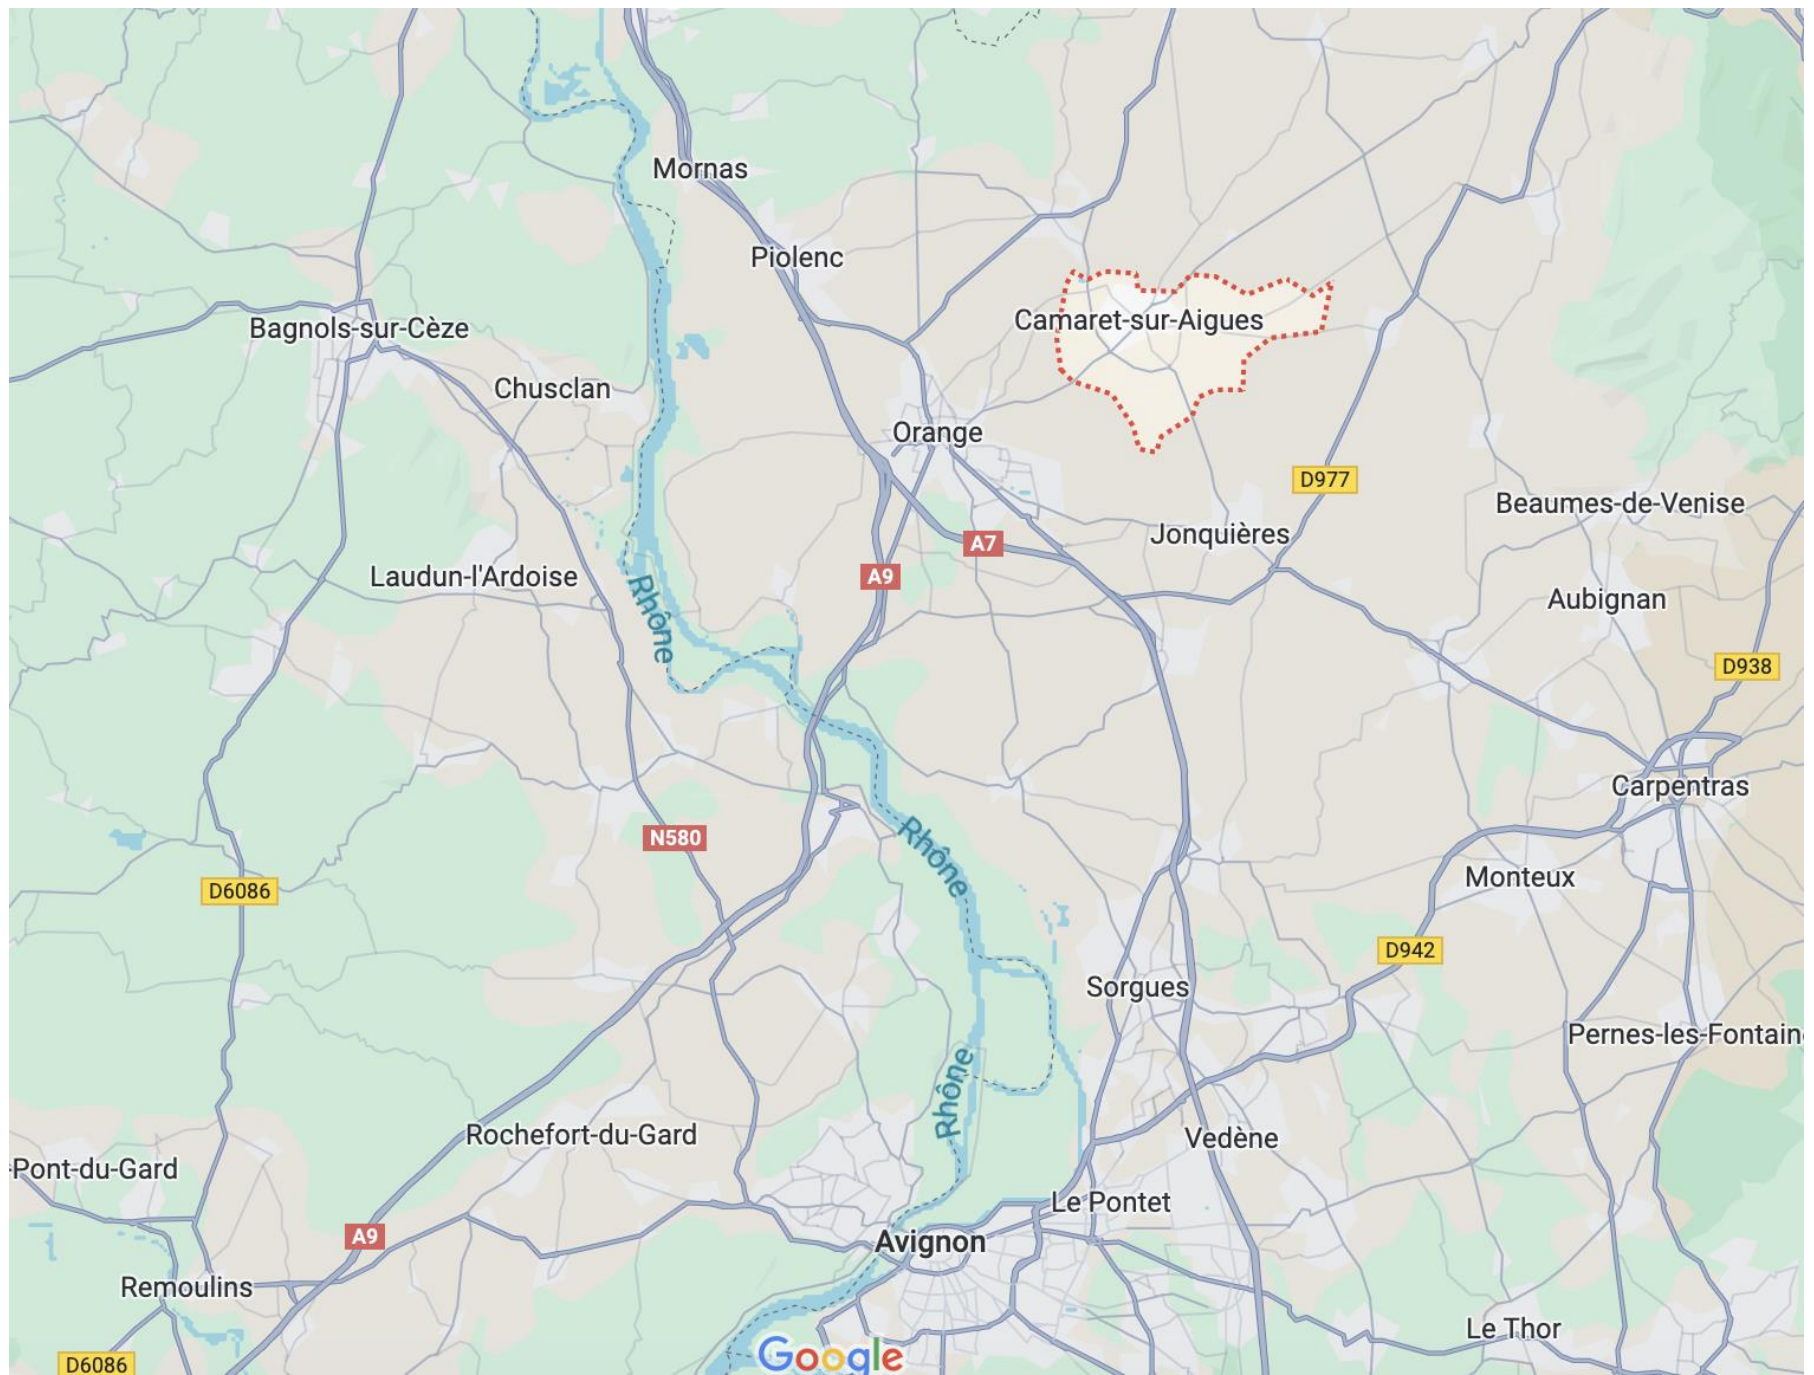 Mornas
Piolenc
Camaret-sur-Aigues
Bagnols-sur-Cèze
Chusclan
Orange
D977
Beaumes-de-Venise
Jonquières
A7
A9
Laudun-l'Ardoise
Rhône
Aubignan
D938
Carpentras
N580
Rhône
Monteux
D6086
D942
Sorgues
Pernes-les-Fontain
Rhône
Rochefort-du-Gard
Vedène
-Pont-du-Gard
Le Pontet
A9
Avignon
Remoulins
Le Thor
Google
D6086